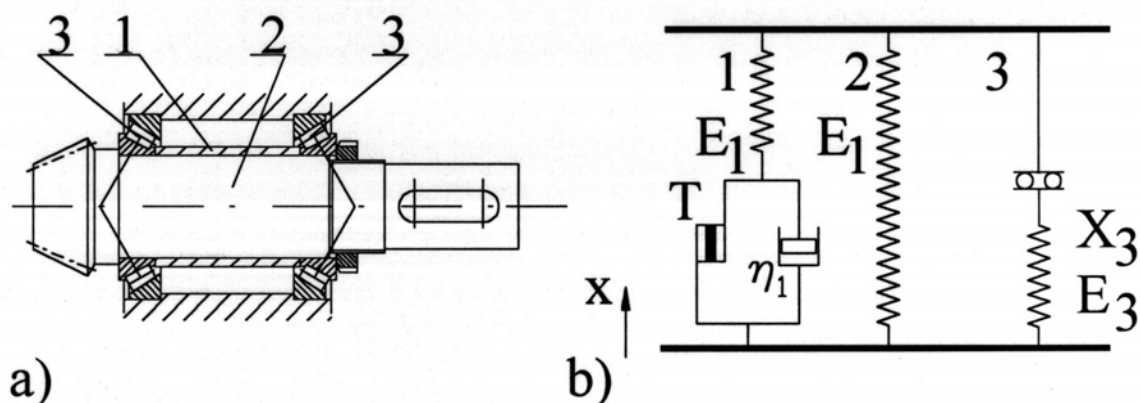 3 1 2 3
a)
1 2 3
E₁ E₁
T
η₁
X₃
x E₃
b)